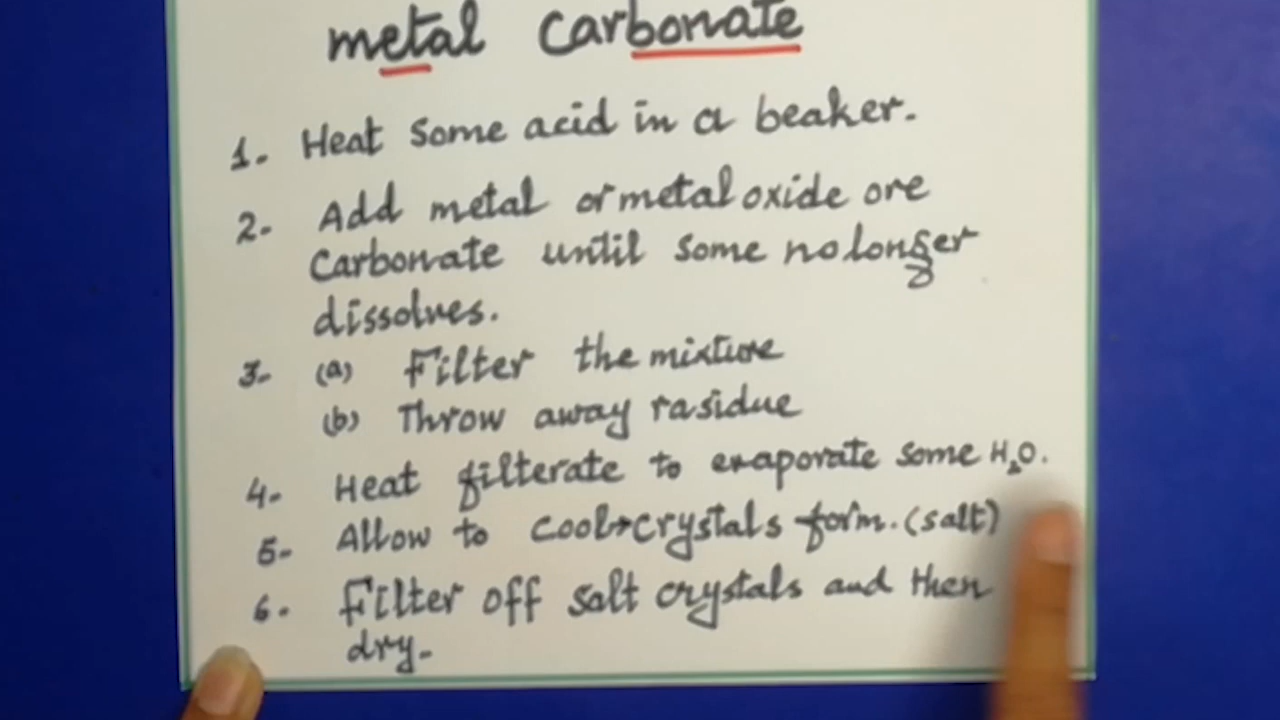 metal carbonate
1. Heat some acid in a beaker.
2. Add metal or metal oxide ore
Carbonate until some no longer
dissolves.
3- (a) Filter the mixture
(b) Throw away rasidue
4- Heat filterate to evaporate some H₂O.
5- Allow to cool→crystals form. (salt)
6. Filter off salt crystals and then
dry.